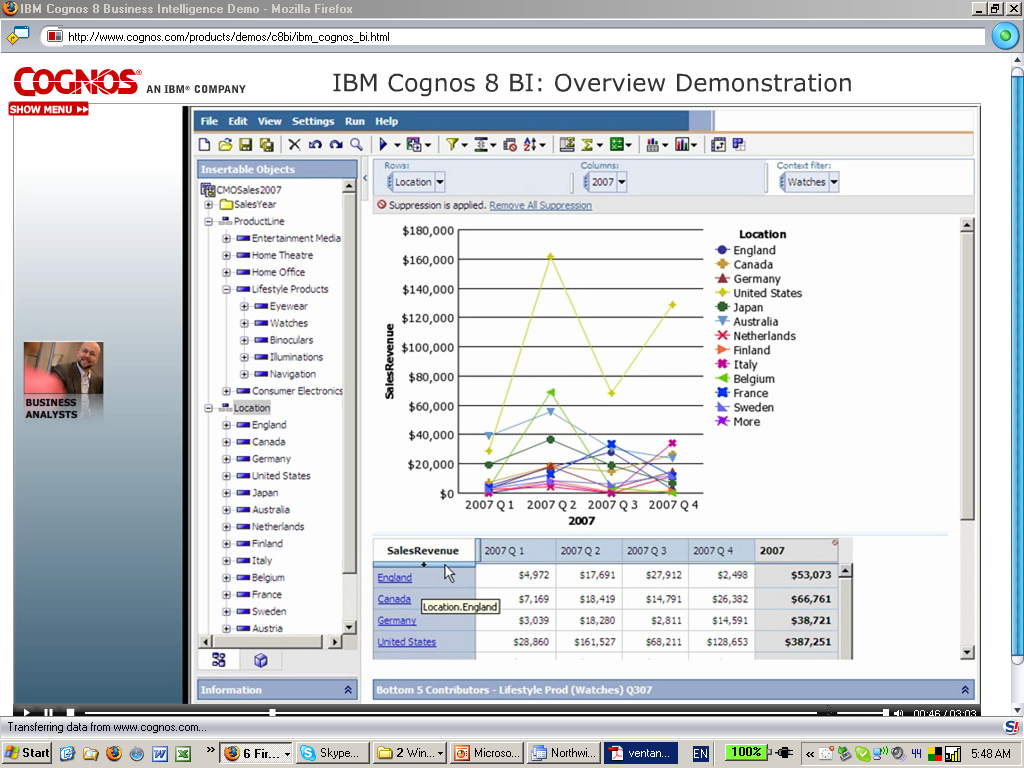 IBM Cognos 8 Business Intelligence Demo - Mozilla Firefox
http://www.cognos.com/products/demos/c8bi/ibm_cognos_bi.html
COGNOS® AN IBM® COMPANY
IBM Cognos 8 BI: Overview Demonstration
SHOW MENU
BUSINESS
ANALYSTS
File Edit View Settings Run Help
Insertable Objects
CMOSales2007
SalesYear
ProductLine
Entertainment Media
Home Theatre
Home Office
Lifestyle Products
Eyewear
Watches
Binoculars
Illuminations
Navigation
Consumer Electronics
Location
England
Canada
Germany
United States
Japan
Australia
Netherlands
Finland
Italy
Belgium
France
Sweden
Austria
Information
Rows: Columns: Context filter:
Location 2007 Watches
Suppression is applied. Remove All Suppression
SalesRevenue
$180,000
$160,000
$140,000
$120,000
$100,000
$80,000
$60,000
$40,000
$20,000
$0
2007 Q 1 2007 Q 2 2007 Q 3 2007 Q 4
2007
Location
England
Canada
Germany
United States
Japan
Australia
Netherlands
Finland
Italy
Belgium
France
Sweden
More
SalesRevenue 2007 Q 1 2007 Q 2 2007 Q 3 2007 Q 4 2007
England $4,972 $17,691 $27,912 $2,498 $53,073
Canada $7,169 $18,419 $14,791 $26,382 $66,761
Location.England
Germany $3,039 $18,280 $2,811 $14,591 $38,721
United States $28,860 $161,527 $68,211 $128,653 $387,251
Bottom 5 Contributors - Lifestyle Prod (Watches) Q307
00:46 / 03:03
Transferring data from www.cognos.com...
Start » 6 Fir... Skype... 2 Win... Microso... Northwi... ventan... EN 100% « 44 5:48 AM